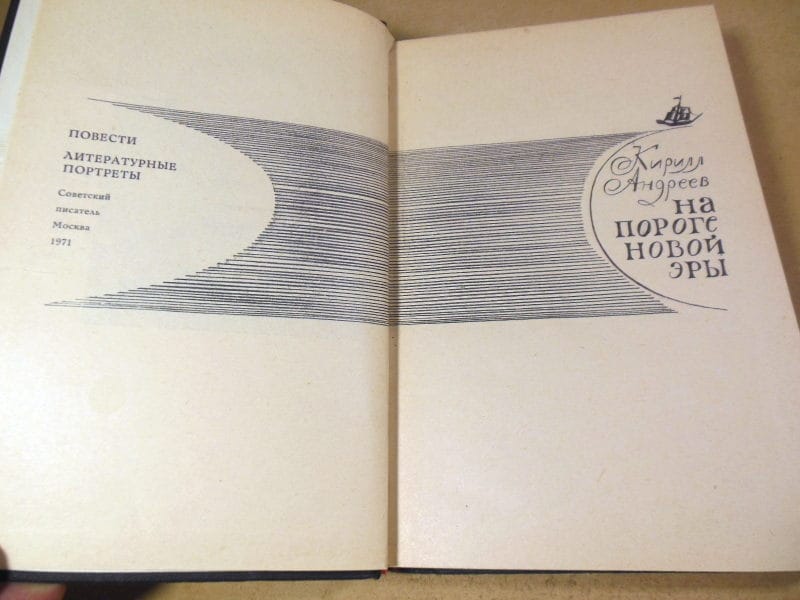 ПОВЕСТИ
ЛИТЕРАТУРНЫЕ
ПОРТРЕТЫ
Советский
писатель
Москва
1971
Кирилл
Андреев
НА
ПОРОГЕ
НОВОЙ
ЭРЫ